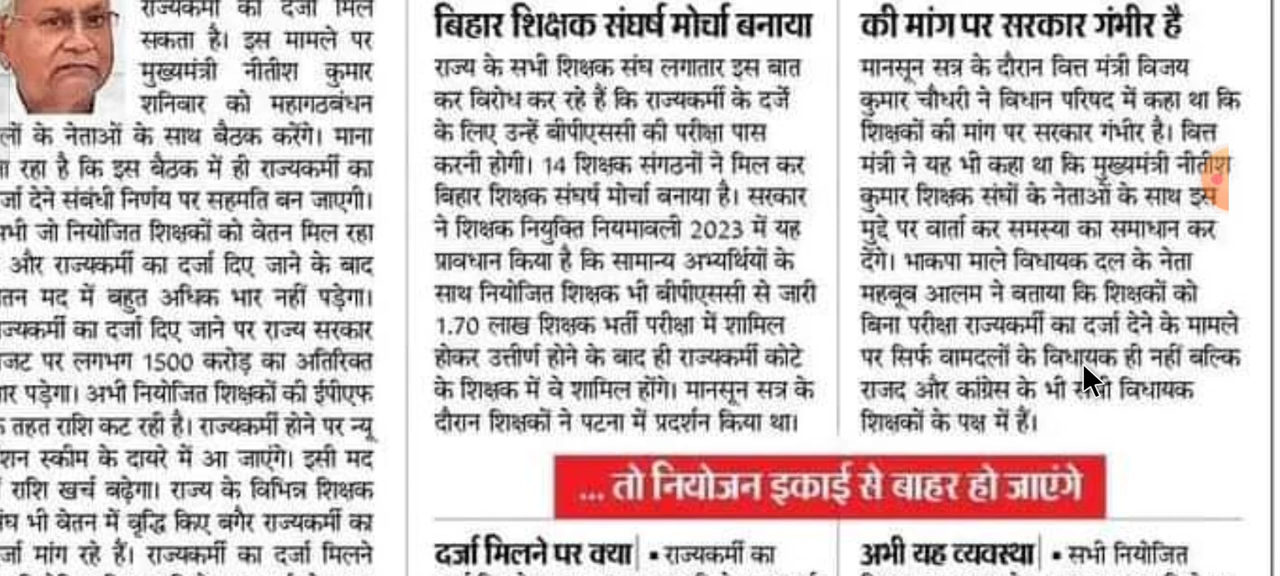 राज्यकर्मी का दर्जा मिल
सकता है। इस मामले पर
मुख्यमंत्री नीतीश कुमार
शनिवार को महागठबंधन
लों के नेताओं के साथ बैठक करेंगे। माना
ा रहा है कि इस बैठक में ही राज्यकर्मी का
र्जा देने संबंधी निर्णय पर सहमति बन जाएगी।
भी जो नियोजित शिक्षकों को वेतन मिल रहा
और राज्यकर्मी का दर्जा दिए जाने के बाद
तन मद में बहुत अधिक भार नहीं पड़ेगा।
ज्यकर्मी का दर्जा दिए जाने पर राज्य सरकार
जट पर लगभग 1500 करोड़ का अतिरिक्त
ार पड़ेगा। अभी नियोजित शिक्षकों की ईपीएफ
तहत राशि कट रही है। राज्यकर्मी होने पर न्यू
शन स्कीम के दायरे में आ जाएंगे। इसी मद
राशि खर्च बढ़ेगा। राज्य के विभिन्न शिक्षक
ंघ भी वेतन में वृद्धि किए बगैर राज्यकर्मी का
र्जा मांग रहे हैं। राज्यकर्मी का दर्जा मिलने
बिहार शिक्षक संघर्ष मोर्चा बनाया
राज्य के सभी शिक्षक संघ लगातार इस बात
कर विरोध कर रहे हैं कि राज्यकर्मी के दर्जे
के लिए उन्हें बीपीएससी की परीक्षा पास
करनी होगी। 14 शिक्षक संगठनों ने मिल कर
बिहार शिक्षक संघर्ष मोर्चा बनाया है। सरकार
ने शिक्षक नियुक्ति नियमावली 2023 में यह
प्रावधान किया है कि सामान्य अभ्यर्थियों के
साथ नियोजित शिक्षक भी बीपीएससी से जारी
1.70 लाख शिक्षक भर्ती परीक्षा में शामिल
होकर उत्तीर्ण होने के बाद ही राज्यकर्मी कोटे
के शिक्षक में वे शामिल होंगे। मानसून सत्र के
दौरान शिक्षकों ने पटना में प्रदर्शन किया था।
की मांग पर सरकार गंभीर है
मानसून सत्र के दौरान वित्त मंत्री विजय
कुमार चौधरी ने विधान परिषद में कहा था कि
शिक्षकों की मांग पर सरकार गंभीर है। वित्त
मंत्री ने यह भी कहा था कि मुख्यमंत्री नीतीश
कुमार शिक्षक संघों के नेताओं के साथ इस
मुद्दे पर वार्ता कर समस्या का समाधान कर
देंगे। भाकपा माले विधायक दल के नेता
महबूब आलम ने बताया कि शिक्षकों को
बिना परीक्षा राज्यकर्मी का दर्जा देने के मामले
पर सिर्फ वामदलों के विधायक ही नहीं बल्कि
राजद और कांग्रेस के भी सभी विधायक
शिक्षकों के पक्ष में हैं।
... तो नियोजन इकाई से बाहर हो जाएंगे
दर्जा मिलने पर क्या ▪ राज्यकर्मी का
अभी यह व्यवस्था ▪ सभी नियोजित